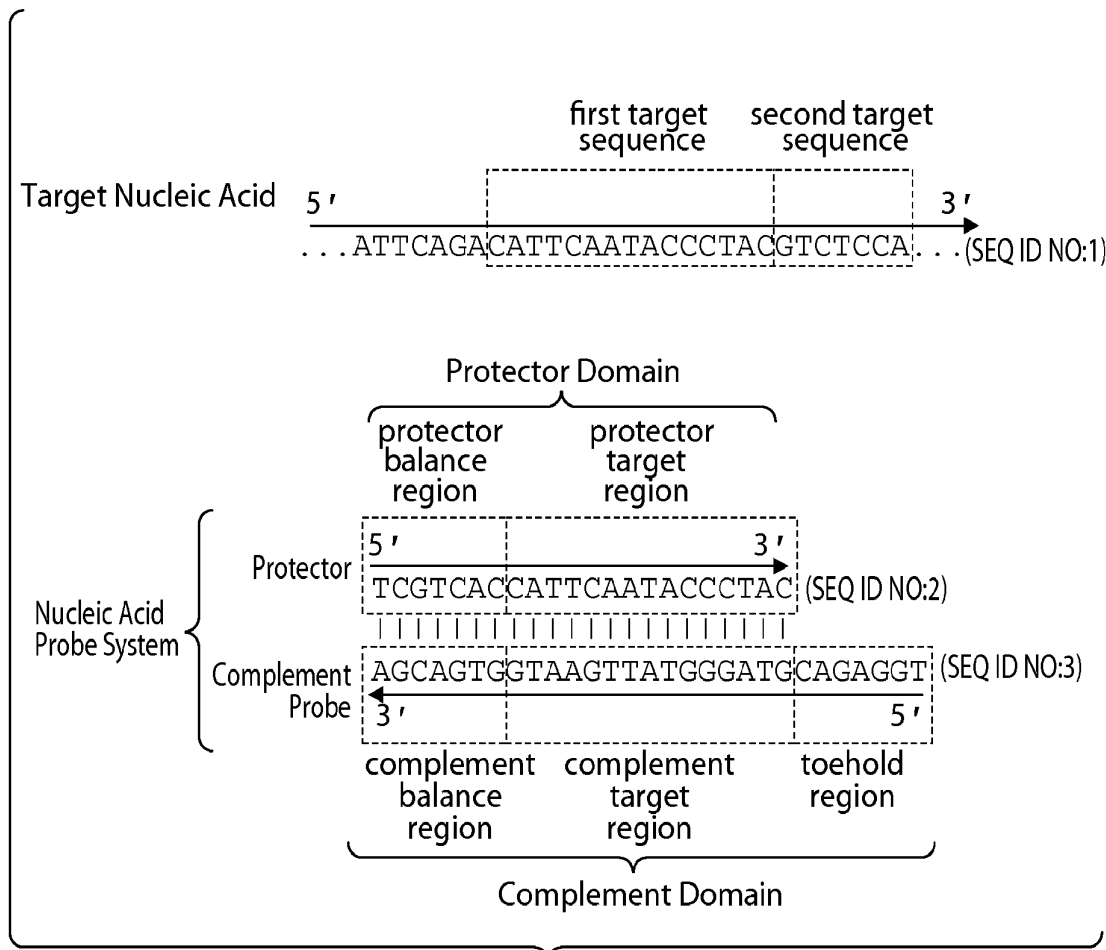 first target
sequence
second target
sequence
Target Nucleic Acid
5 ' 3 '
. . . ATTCAGACATTCAATACCCTACGTCTCCA . . . (SEQ ID NO:1)
Protector Domain
protector
balance
region
protector
target
region
5 ' 3 '
Protector
TCGTCACCATTCAATACCCTAC (SEQ ID NO:2)
Nucleic Acid
Probe System
Complement
Probe
AGCAGTGGTAAGTTATGGGATGCAGAGGT (SEQ ID NO:3)
3 ' 5 '
complement
balance
region
complement
target
region
toehold
region
Complement Domain